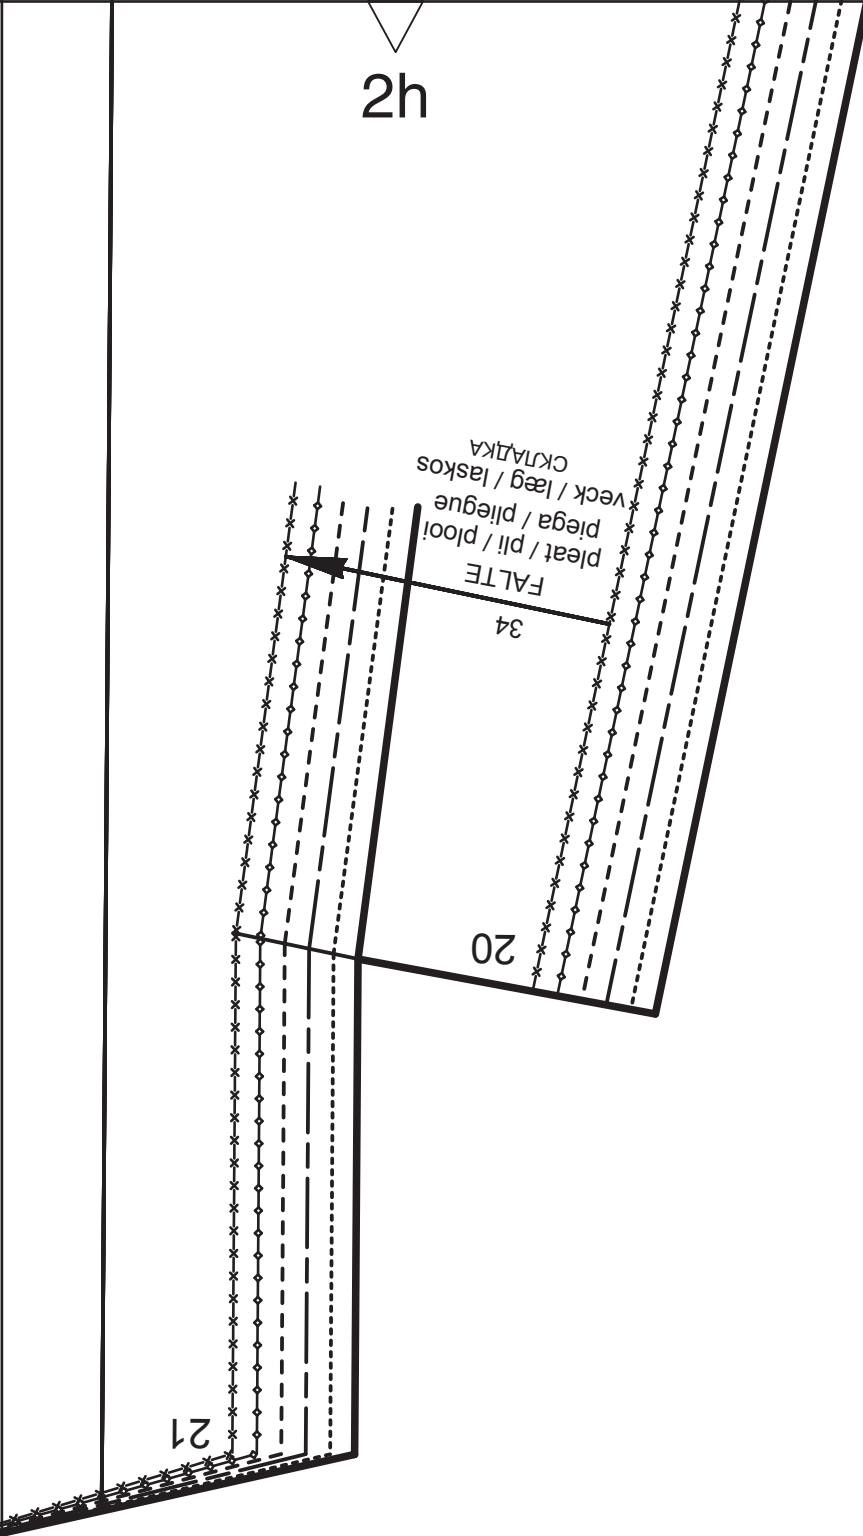 2h
34
FALTE
pleat / pli / plooi
piega / pliegue
veck / læg / laskos
СКЛАДКА
20
21